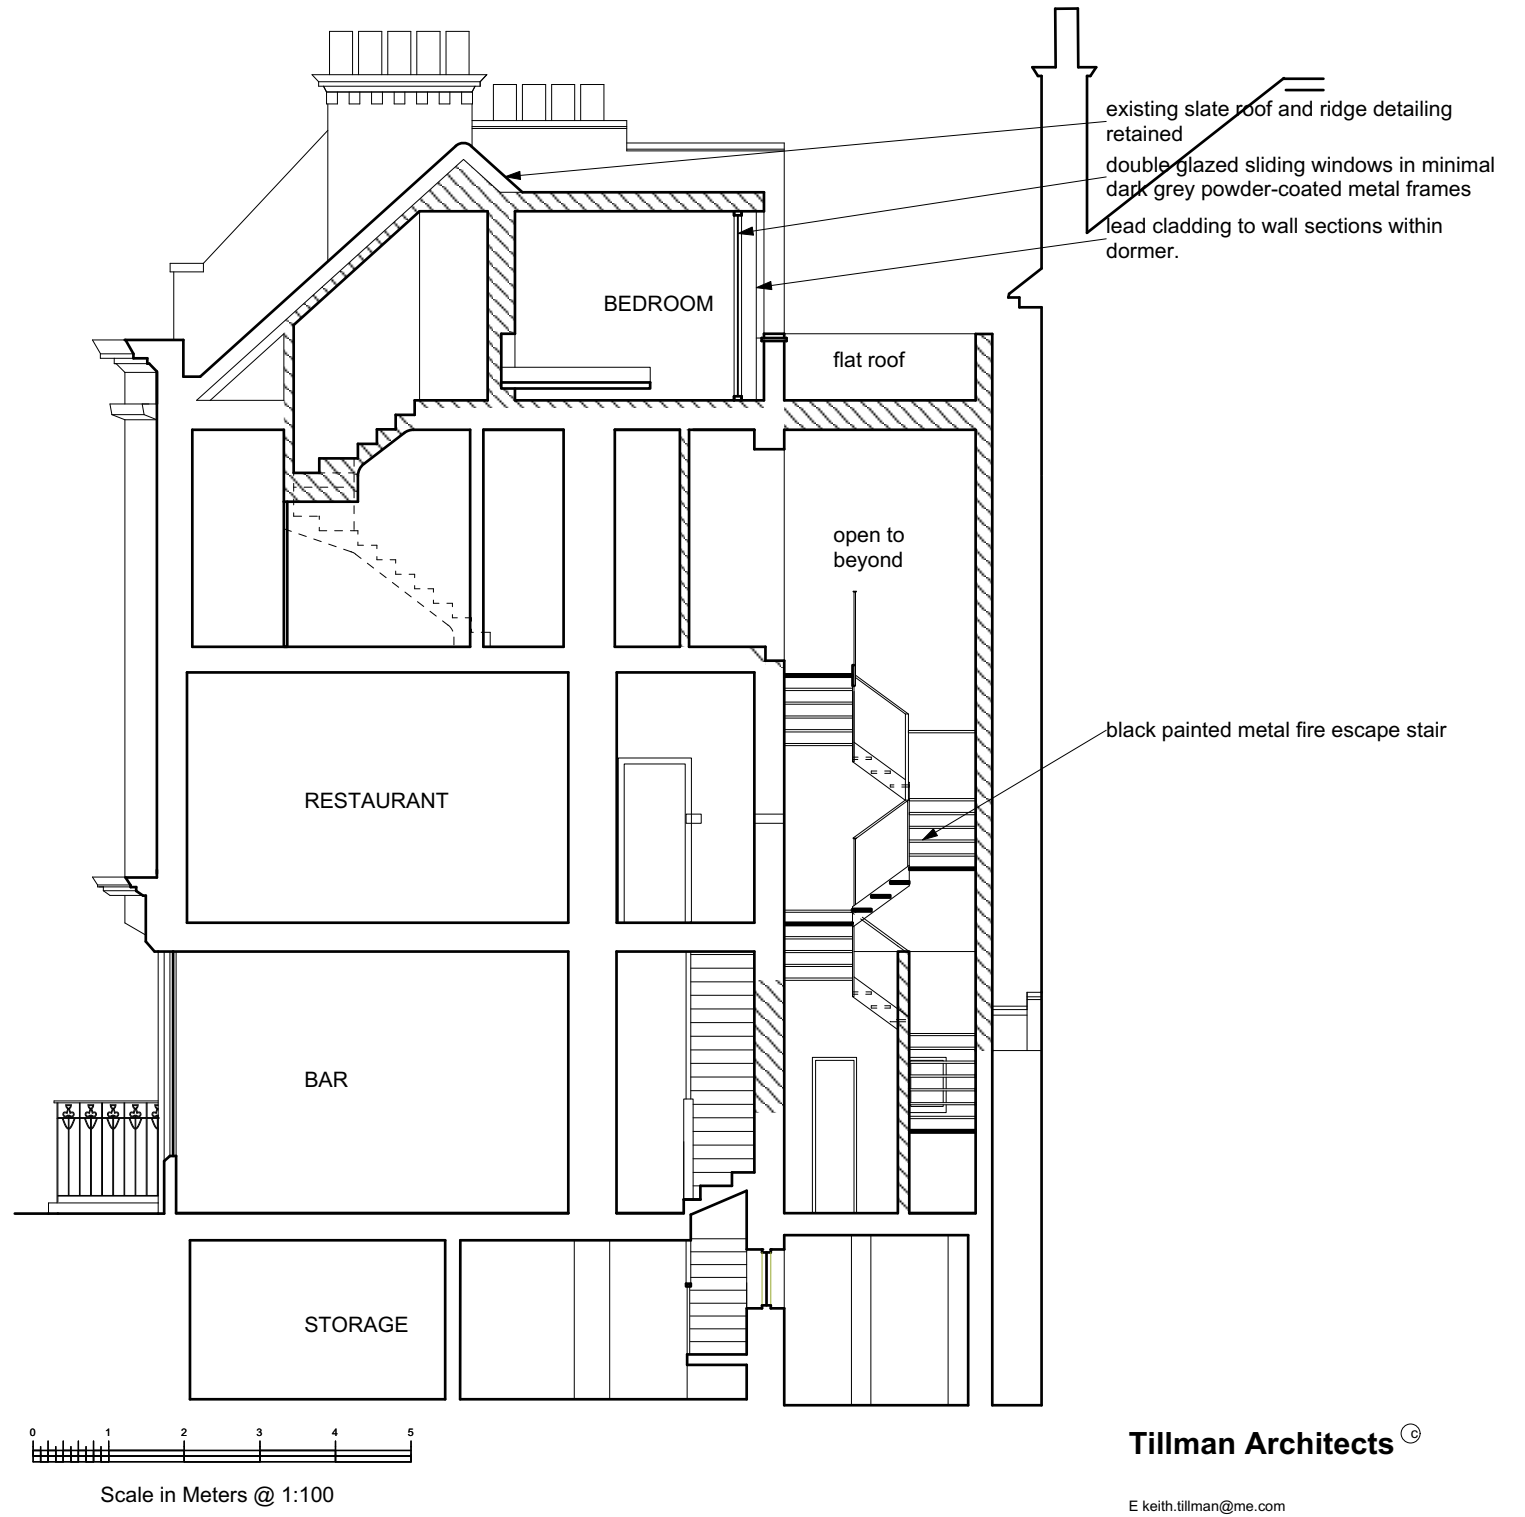 existing slate roof and ridge detailing
retained
double glazed sliding windows in minimal
dark grey powder-coated metal frames
lead cladding to wall sections within
dormer.
BEDROOM
flat roof
open to
beyond
black painted metal fire escape stair
RESTAURANT
BAR
STORAGE
0 1 2 3 4 5
Scale in Meters @ 1:100
Tillman Architects ©
E keith.tillman@me.com